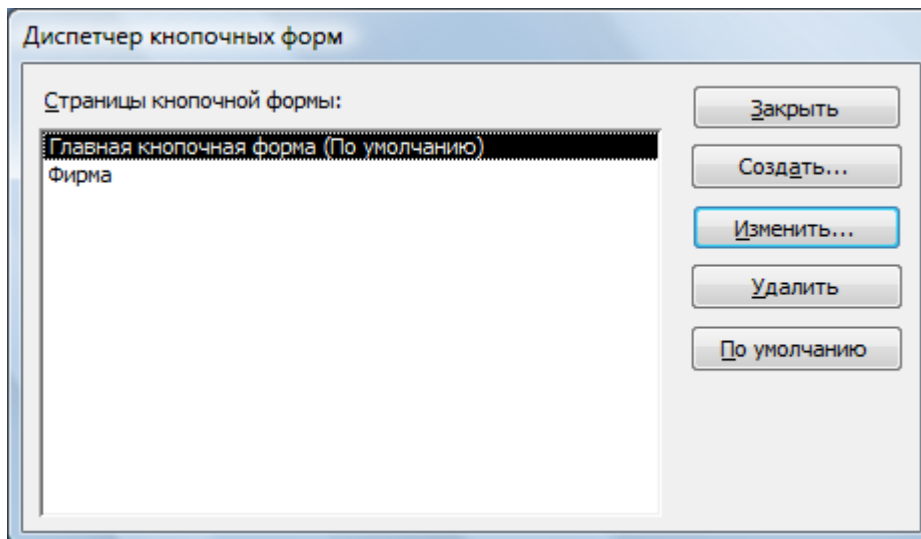 Диспетчер кнопочных форм
Страницы кнопочной формы:
Главная кнопочная форма (По умолчанию)
Фирма
Закрыть
Создать...
Изменить...
Удалить
По умолчанию